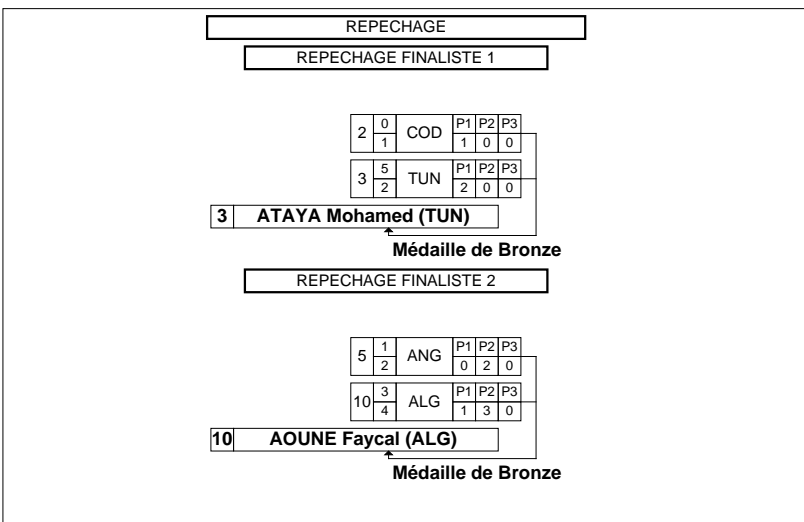 REPECHAGE
REPECHAGE FINALISTE 1
2 0 COD P1 P2 P3
1 1 0 0
3 5 TUN P1 P2 P3
2 2 0 0
3 ATAYA Mohamed (TUN)
Médaille de Bronze
REPECHAGE FINALISTE 2
5 1 ANG P1 P2 P3
2 0 2 0
10 3 ALG P1 P2 P3
4 1 3 0
10 AOUNE Faycal (ALG)
Médaille de Bronze